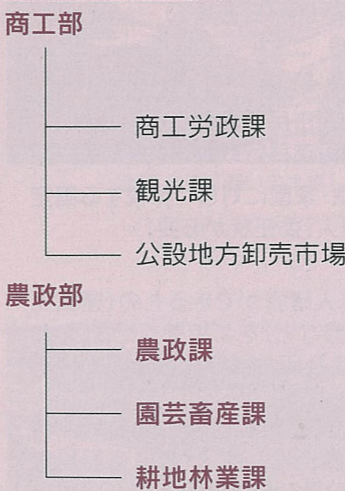 商工部
商工労政課
観光課
公設地方卸売市場
農政部
農政課
園芸畜産課
耕地林業課